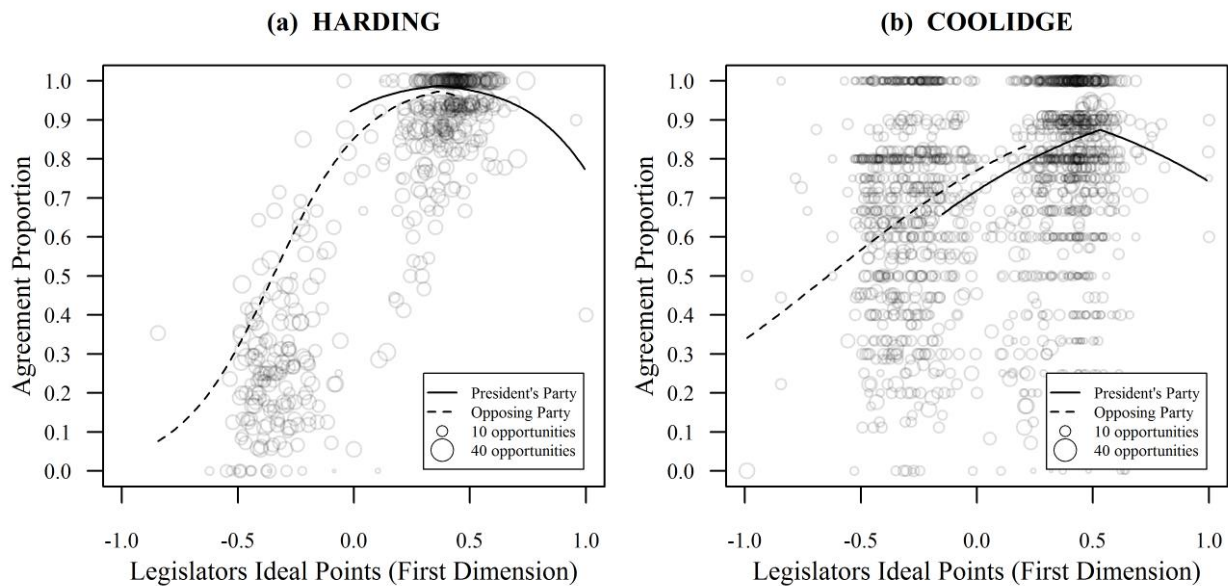 (a) HARDING
Agreement Proportion
1.0
0.9
0.8
0.7
0.6
0.5
0.4
0.3
0.2
0.1
0.0
President's Party
Opposing Party
10 opportunities
40 opportunities
-1.0 -0.5 0.0 0.5 1.0
Legislators Ideal Points (First Dimension)
(b) COOLIDGE
Agreement Proportion
1.0
0.9
0.8
0.7
0.6
0.5
0.4
0.3
0.2
0.1
0.0
President's Party
Opposing Party
10 opportunities
40 opportunities
-1.0 -0.5 0.0 0.5 1.0
Legislators Ideal Points (First Dimension)